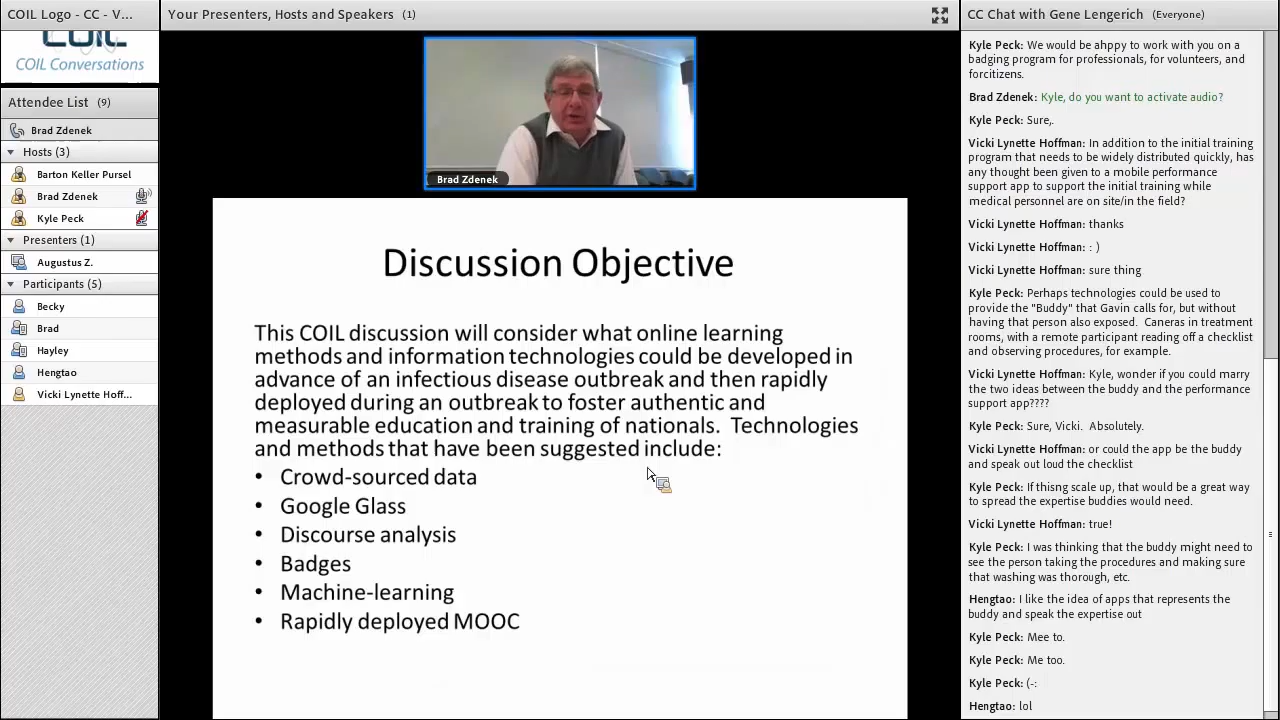 COIL Logo - CC - V...
COIL
COIL Conversations
Attendee List (9)
Brad Zdenek
Hosts (3)
Barton Keller Pursel
Brad Zdenek
Kyle Peck
Presenters (1)
Augustus Z.
Participants (5)
Becky
Brad
Hayley
Hengtao
Vicki Lynette Hoff...
Your Presenters, Hosts and Speakers (1)
Brad Zdenek
Discussion Objective
This COIL discussion will consider what online learning
methods and information technologies could be developed in
advance of an infectious disease outbreak and then rapidly
deployed during an outbreak to foster authentic and
measurable education and training of nationals. Technologies
and methods that have been suggested include:
• Crowd-sourced data
• Google Glass
• Discourse analysis
• Badges
• Machine-learning
• Rapidly deployed MOOC
CC Chat with Gene Lengerich (Everyone)
Kyle Peck: We would be ahppy to work with you on a
badging program for professionals, for volunteers, and
forcitizens.
Brad Zdenek: Kyle, do you want to activate audio?
Kyle Peck: Sure,.
Vicki Lynette Hoffman: In addition to the initial training
program that needs to be widely distributed quickly, has
any thought been given to a mobile performance
support app to support the initial training while
medical personnel are on site/in the field?
Vicki Lynette Hoffman: thanks
Vicki Lynette Hoffman: : )
Vicki Lynette Hoffman: sure thing
Kyle Peck: Perhaps technologies could be used to
provide the "Buddy" that Gavin calls for, but without
having that person also exposed. Caneras in treatment
rooms, with a remote participant reading off a checklist
and observing procedures, for example.
Vicki Lynette Hoffman: Kyle, wonder if you could marry
the two ideas between the buddy and the performance
support app????
Kyle Peck: Sure, Vicki. Absolutely.
Vicki Lynette Hoffman: or could the app be the buddy
and speak out loud the checklist
Kyle Peck: If thisng scale up, that would be a great way
to spread the expertise buddies would need.
Vicki Lynette Hoffman: true!
Kyle Peck: I was thinking that the buddy might need to
see the person taking the procedures and making sure
that washing was thorough, etc.
Hengtao: I like the idea of apps that represents the
buddy and speak the expertise out
Kyle Peck: Mee to.
Kyle Peck: Me too.
Kyle Peck: (-:
Hengtao: lol